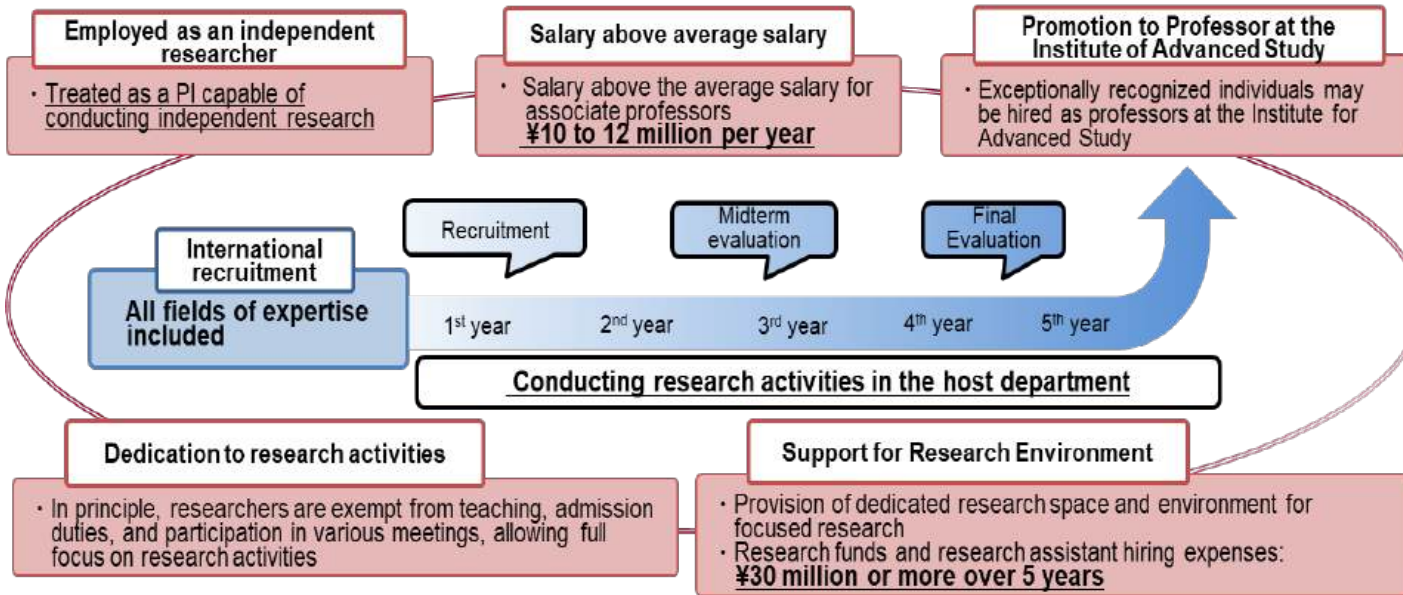 Employed as an independent
researcher
· Treated as a PI capable of
conducting independent research
Salary above average salary
· Salary above the average salary for
associate professors
¥10 to 12 million per year
Promotion to Professor at the
Institute of Advanced Study
· Exceptionally recognized individuals may
be hired as professors at the Institute for
Advanced Study
Recruitment
Midterm
evaluation
Final
Evaluation
International
recruitment
All fields of expertise
included
1st year
2nd year
3rd year
4th year
5th year
Conducting research activities in the host department
Dedication to research activities
· In principle, researchers are exempt from teaching, admission
duties, and participation in various meetings, allowing full
focus on research activities
Support for Research Environment
· Provision of dedicated research space and environment for
focused research
· Research funds and research assistant hiring expenses:
¥30 million or more over 5 years